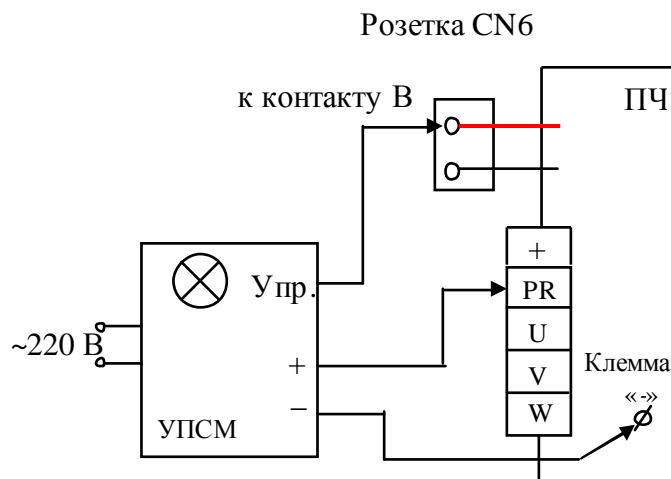 Розетка CN6
ПЧ
к контакту В
+
Упр.
PR
U
~220 В
+
V
Клемма
«-»
–
W
УПСМ